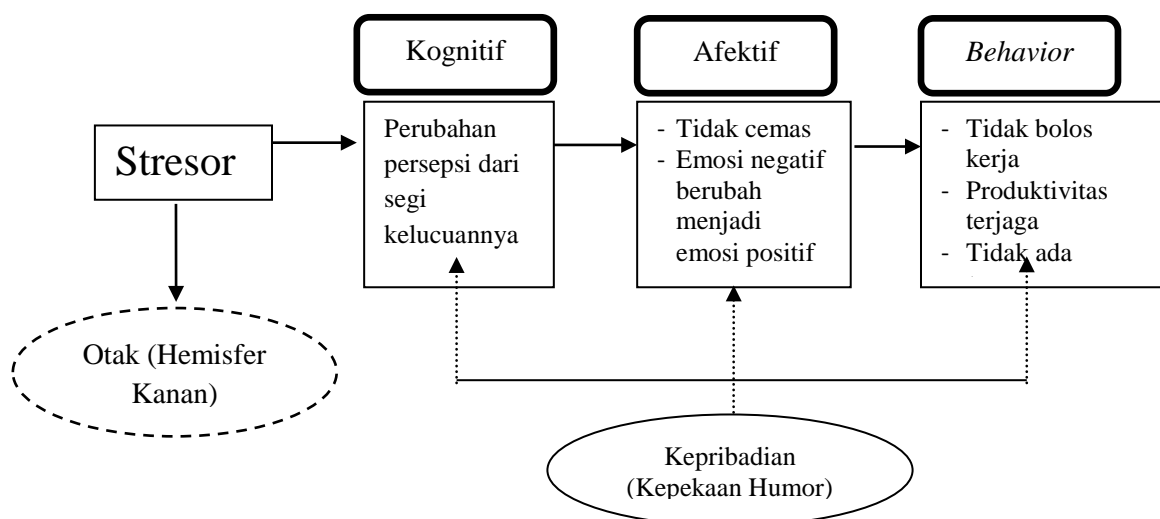 Kognitif
Afektif
Behavior
Stresor
Perubahan
persepsi dari
segi
kelucuannya
- Tidak cemas
- Emosi negatif
berubah
menjadi
emosi positif
- Tidak bolos
kerja
- Produktivitas
terjaga
- Tidak ada
Otak (Hemisfer
Kanan)
Kepribadian
(Kepekaan Humor)